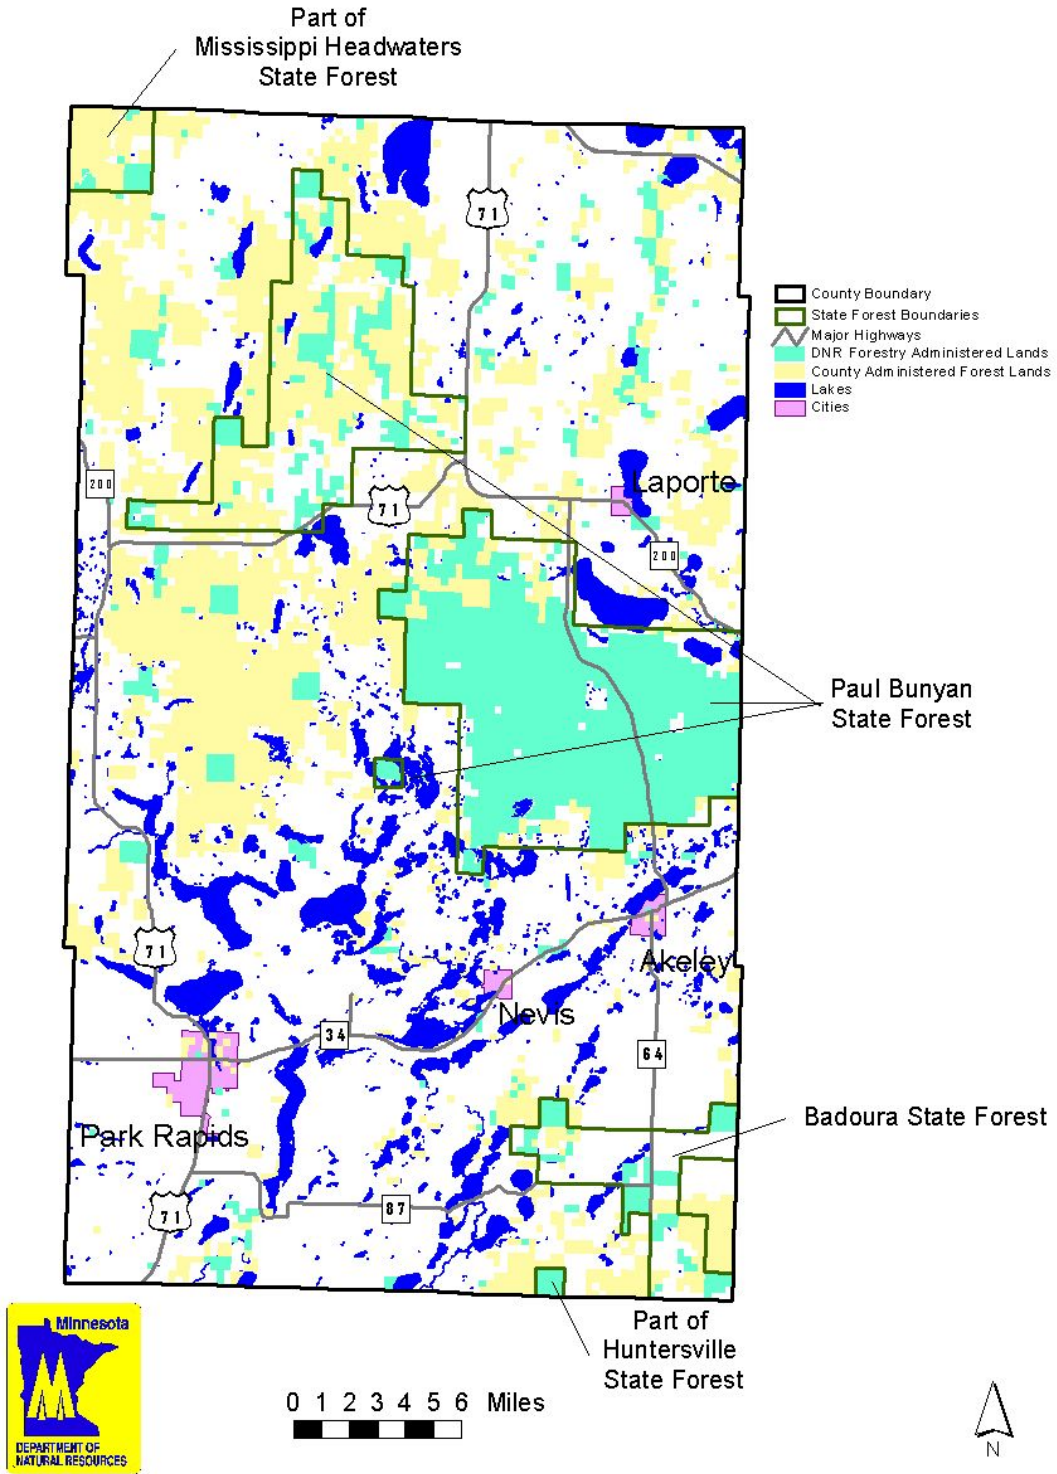 Part of
Mississippi Headwaters
State Forest
71
County Boundary
State Forest Boundaries
Major Highways
DNR Forestry Administered Lands
County Administered Forest Lands
Lakes
Cities
200
Laporte
71
200
Paul Bunyan
State Forest
71
Akeley
Nevis
34
64
Park Rapids
Badoura State Forest
71
87
Part of
Huntersville
State Forest
Minnesota
DEPARTMENT OF
NATURAL RESOURCES
0 1 2 3 4 5 6 Miles
N